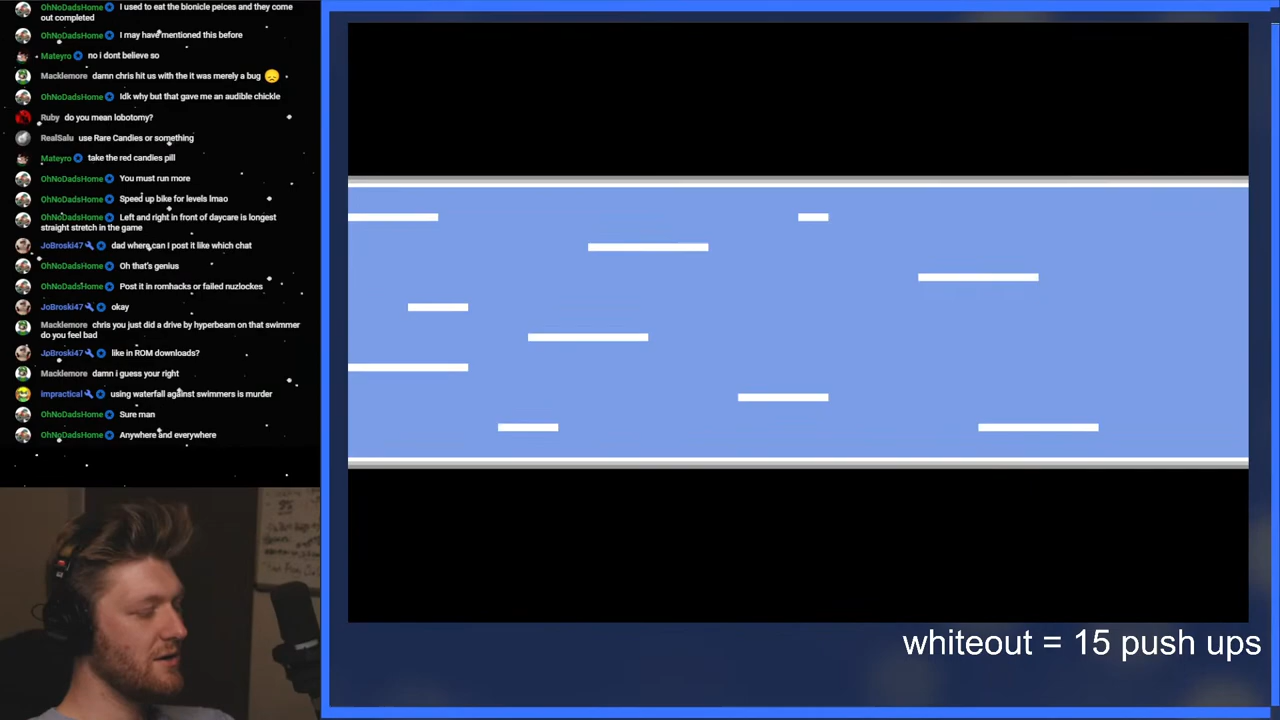 OhNoDadsHome I used to eat the bionicle peices and they come
out completed
OhNoDadsHome I may have mentioned this before
Mateyro no i dont believe so
Macklemore damn chris hit us with the it was merely a bug
OhNoDadsHome Idk why but that gave me an audible chickle
Ruby do you mean lobotomy?
RealSalu use Rare Candies or something
Mateyro take the red candies pill
OhNoDadsHome You must run more
OhNoDadsHome Speed up bike for levels lmao
OhNoDadsHome Left and right in front of daycare is longest
straight stretch in the game
JoBroski47 dad where can I post it like which chat
OhNoDadsHome Oh that's genius
OhNoDadsHome Post it in romhacks or failed nuzlockes
JoBroski47 okay
Macklemore chris you just did a drive by hyperbeam on that swimmer
do you feel bad
JoBroski47 like in ROM downloads?
Macklemore damn i guess your right
impractical using waterfall against swimmers is murder
OhNoDadsHome Sure man
OhNoDadsHome Anywhere and everywhere
whiteout = 15 push ups